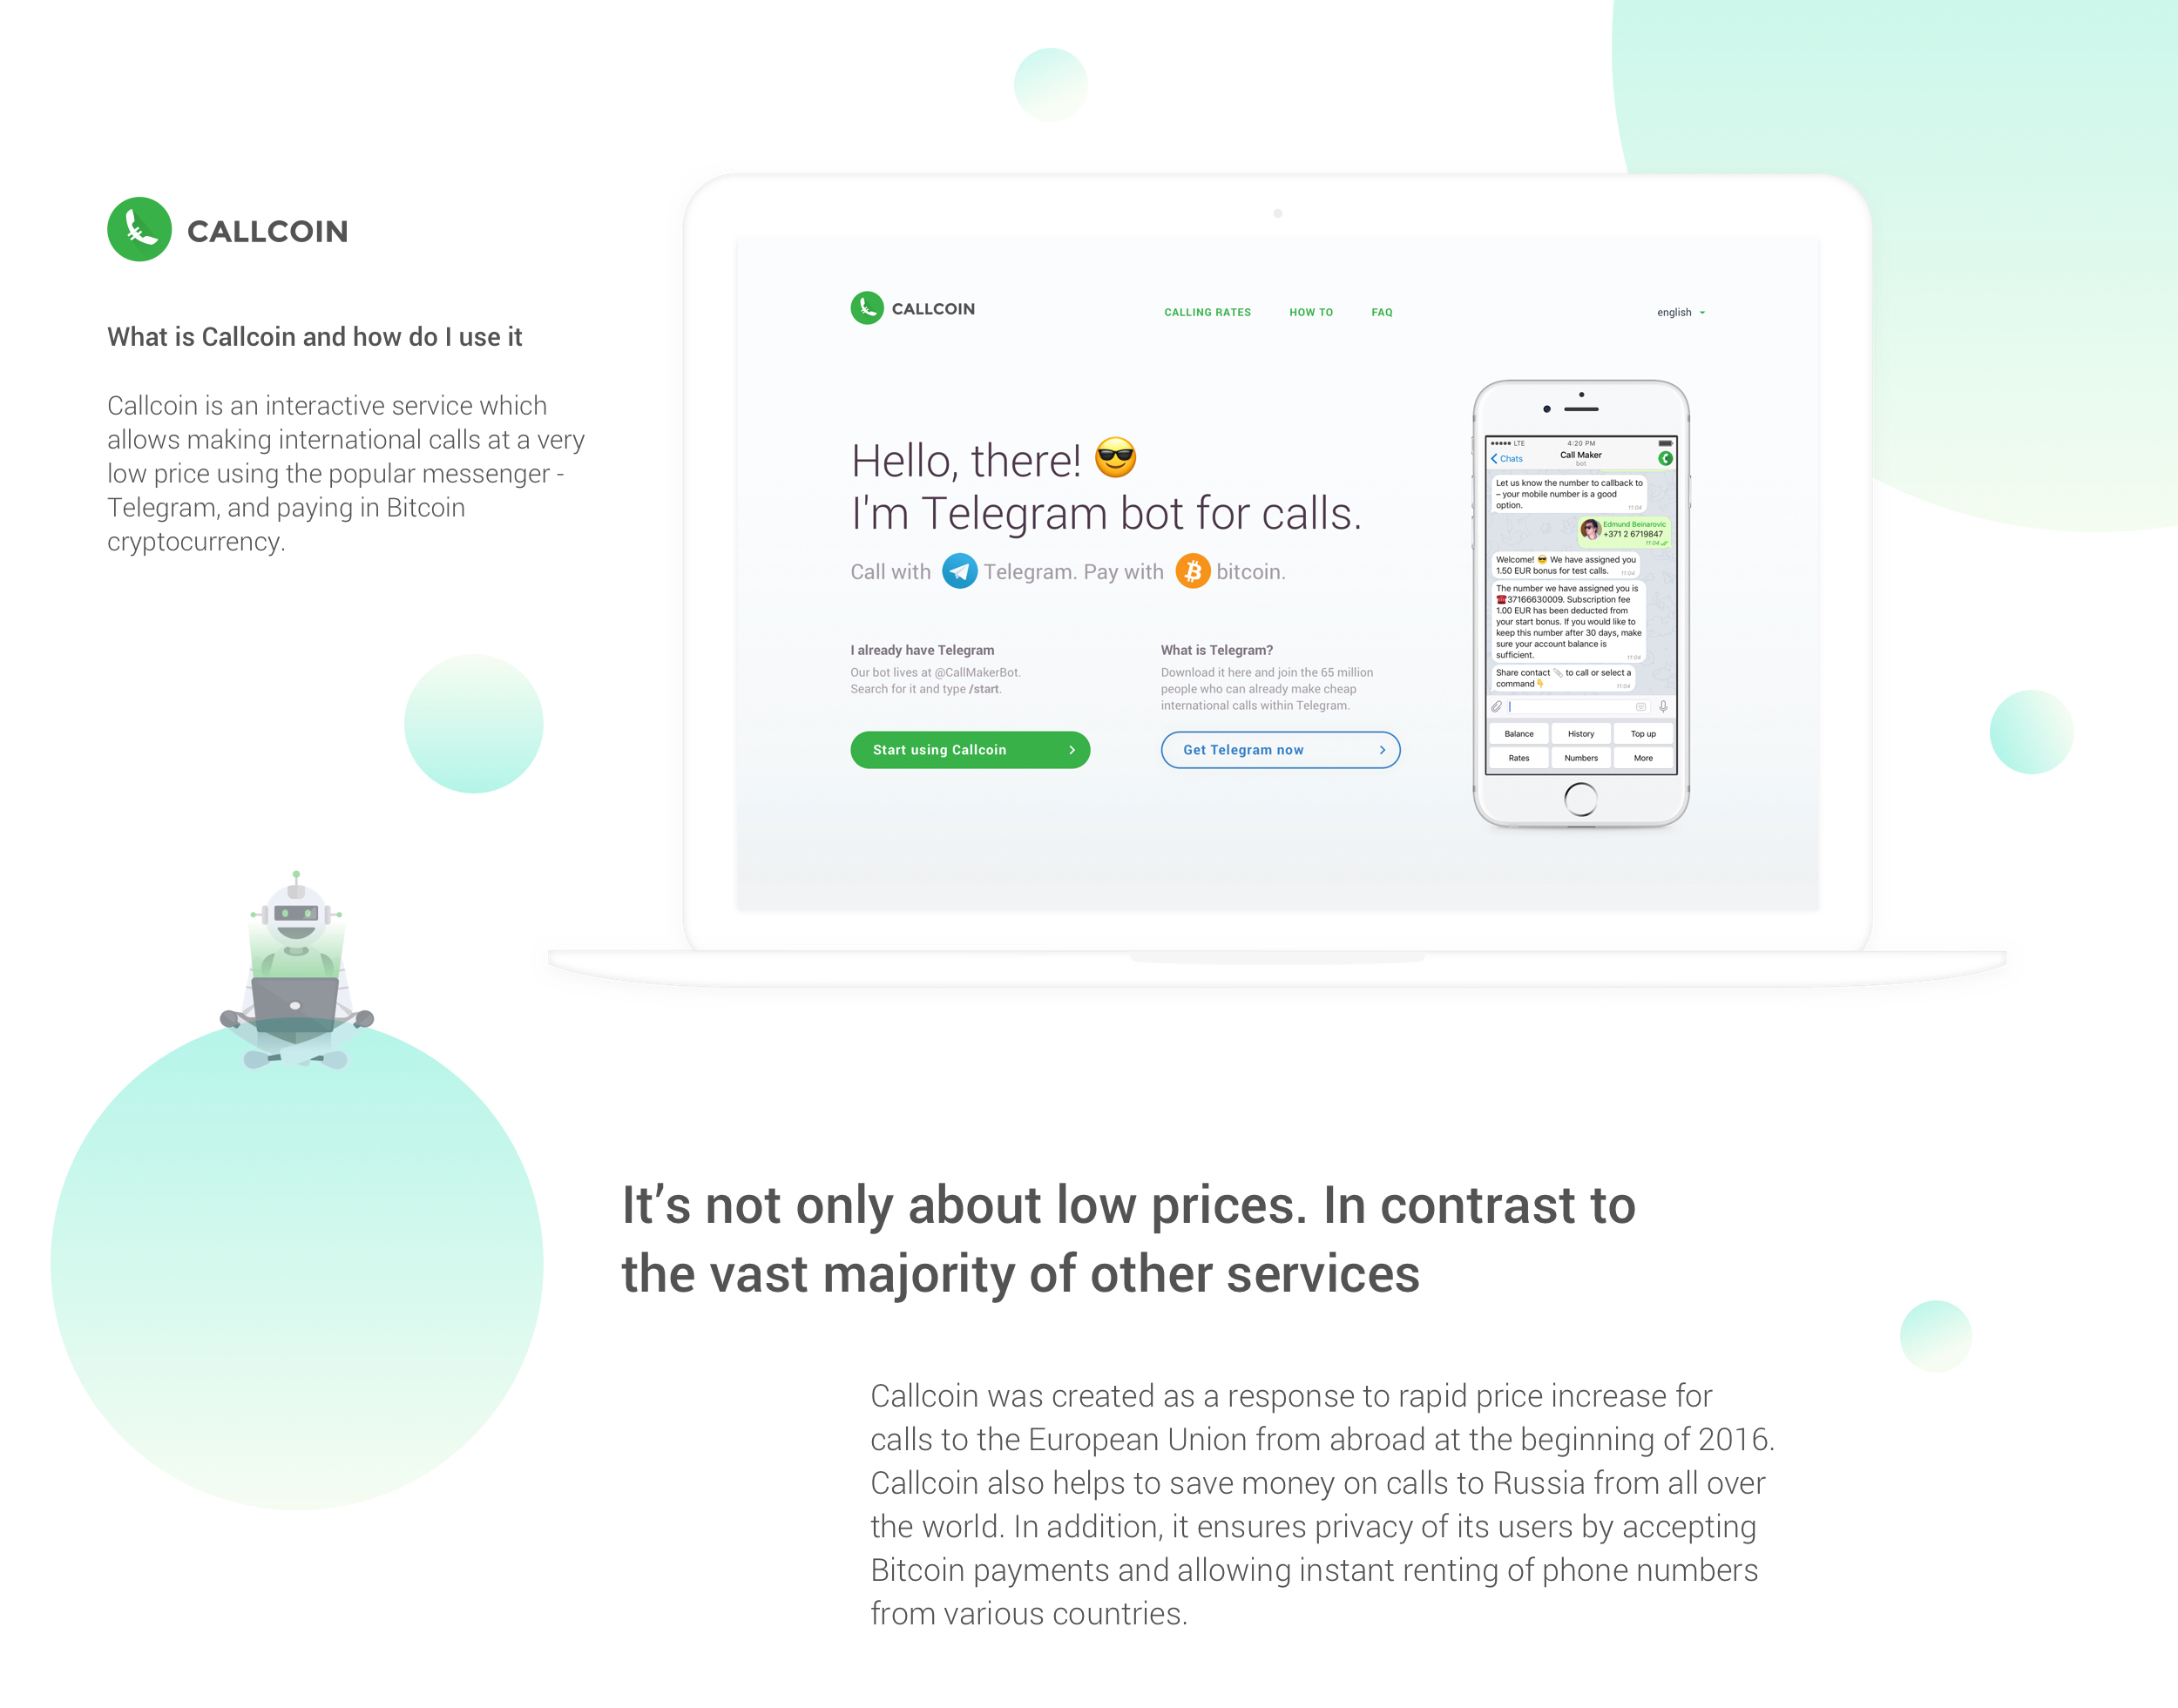 CALLCOIN
What is Callcoin and how do I use it
Callcoin is an interactive service which
allows making international calls at a very
low price using the popular messenger -
Telegram, and paying in Bitcoin
cryptocurrency.
CALLCOIN
CALLING RATES
HOW TO
FAQ
english
Hello, there! 😎
I'm Telegram bot for calls.
Call with Telegram. Pay with bitcoin.
I already have Telegram
Our bot lives at @CallMakerBot.
Search for it and type /start.
Start using Callcoin
What is Telegram?
Download it here and join the 65 million
people who can already make cheap
international calls within Telegram.
Get Telegram now
LTE
4:20 PM
Chats
Call Maker
bot
Let us know the number to callback to
– your mobile number is a good
option.
11:04
Edmund Beinarovic
+371 2 6719847
11:04
Welcome! 😎 We have assigned you
1.50 EUR bonus for test calls.
11:04
The number we have assigned you is
☎️37166630009. Subscription fee
1.00 EUR has been deducted from
your start bonus. If you would like to
keep this number after 30 days, make
sure your account balance is
sufficient.
11:04
Share contact 📎 to call or select a
command 👇
11:04
Balance
History
Top up
Rates
Numbers
More
It’s not only about low prices. In contrast to
the vast majority of other services
Callcoin was created as a response to rapid price increase for
calls to the European Union from abroad at the beginning of 2016.
Callcoin also helps to save money on calls to Russia from all over
the world. In addition, it ensures privacy of its users by accepting
Bitcoin payments and allowing instant renting of phone numbers
from various countries.